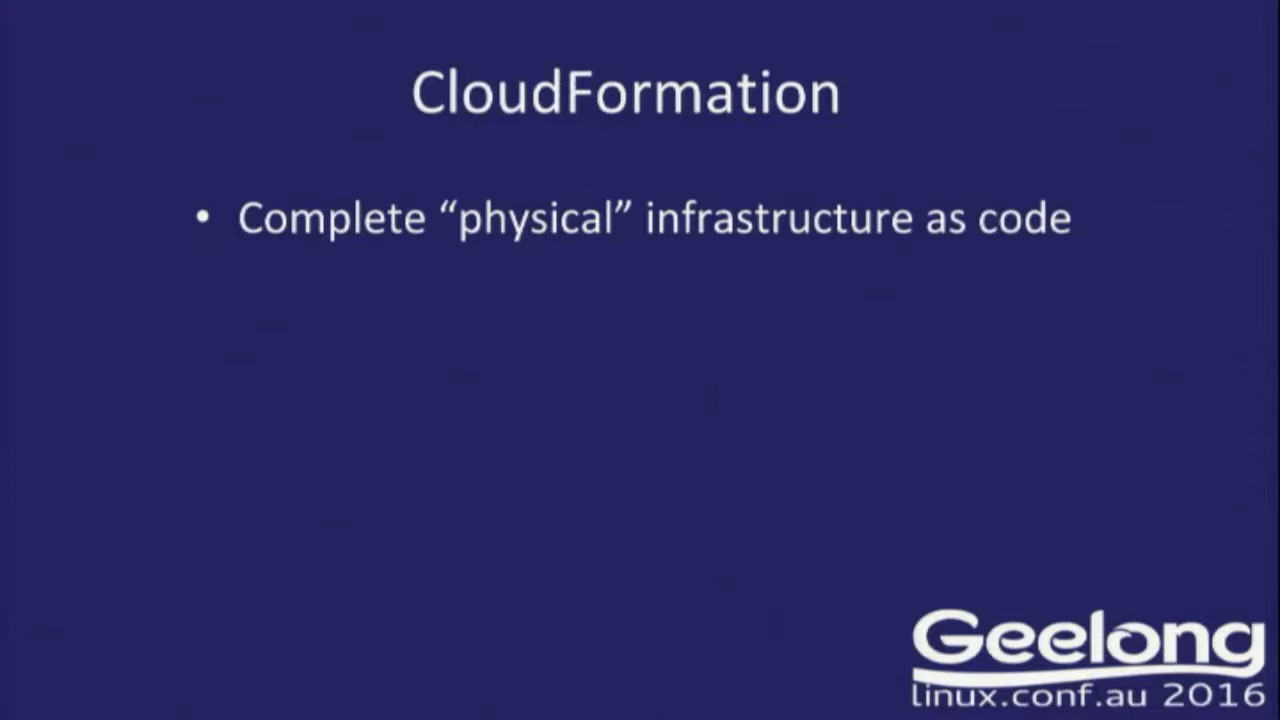 CloudFormation
• Complete “physical” infrastructure as code
Geelong
linux.conf.au 2016